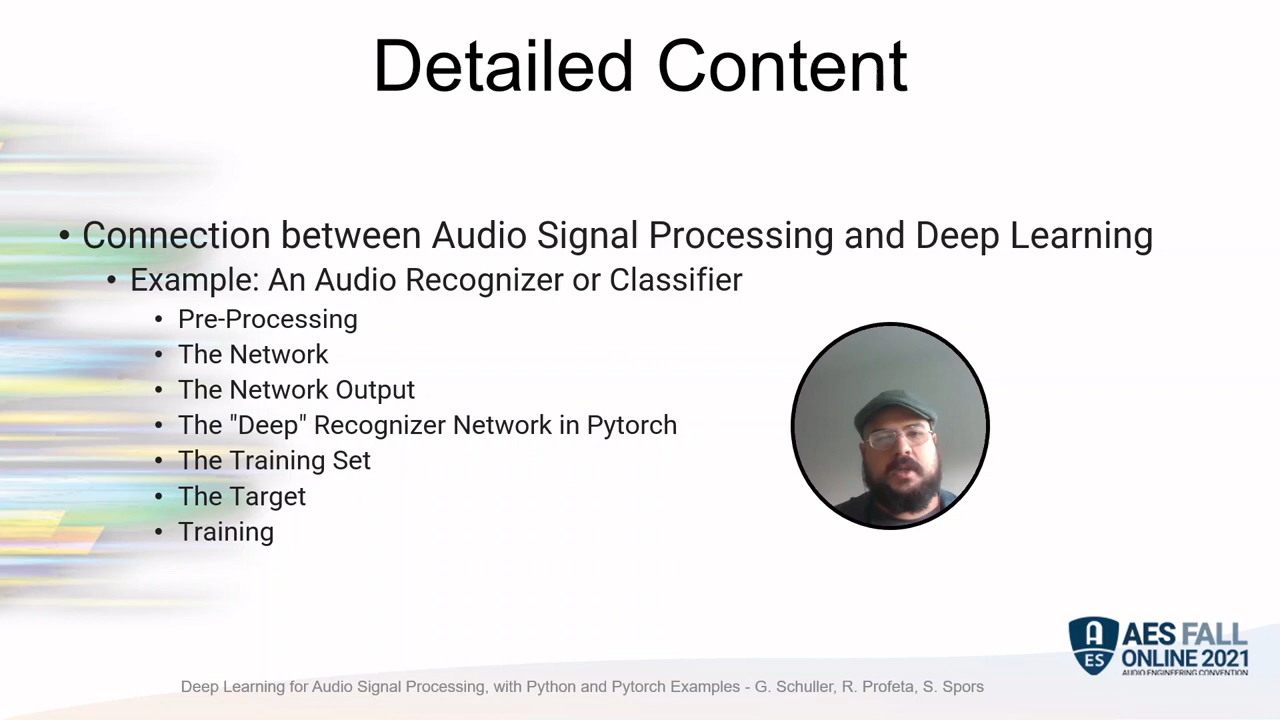 Detailed Content
• Connection between Audio Signal Processing and Deep Learning
• Example: An Audio Recognizer or Classifier
• Pre-Processing
• The Network
• The Network Output
• The "Deep" Recognizer Network in Pytorch
• The Training Set
• The Target
• Training
A
ES
AES FALL
ONLINE 2021
AUDIO ENGINEERING CONVENTION
Deep Learning for Audio Signal Processing, with Python and Pytorch Examples - G. Schuller, R. Profeta, S. Spors